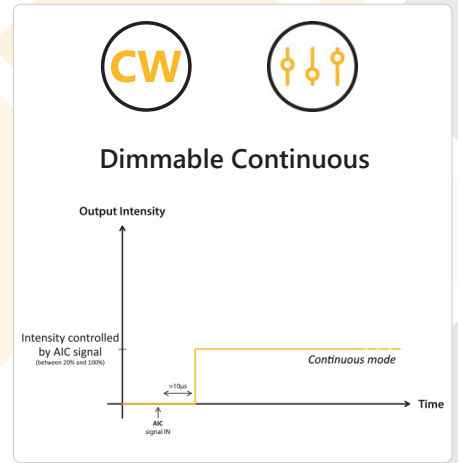 CW
Dimmable Continuous
Output Intensity
Intensity controlled
by AIC signal
(between 20% and 100%)
Continuous mode
≈10µs
Time
AIC
signal IN